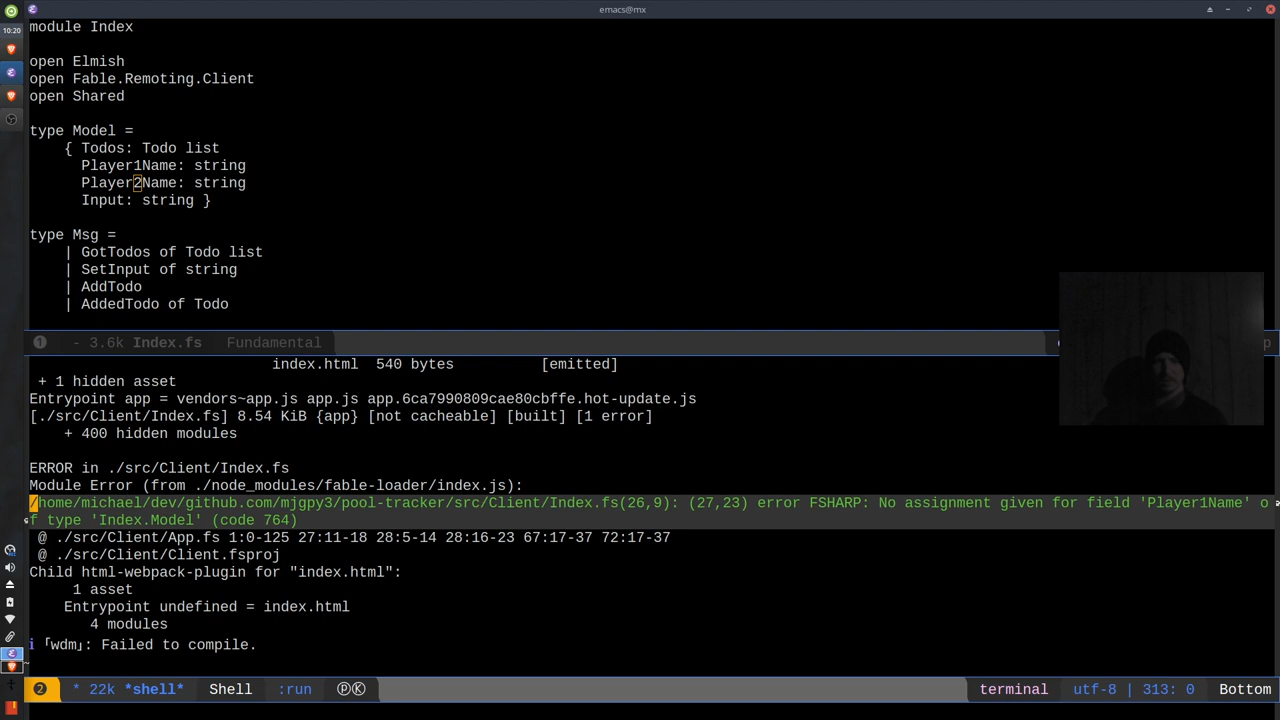 emacs@mx
10:20
module Index
open Elmish
open Fable.Remoting.Client
open Shared
type Model =
{ Todos: Todo list
Player1Name: string
Player2Name: string
Input: string }
type Msg =
| GotTodos of Todo list
| SetInput of string
| AddTodo
| AddedTodo of Todo
1 - 3.6k Index.fs Fundamental
index.html 540 bytes [emitted]
+ 1 hidden asset
Entrypoint app = vendors~app.js app.js app.6ca7990809cae80cbffe.hot-update.js
[./src/Client/Index.fs] 8.54 KiB {app} [not cacheable] [built] [1 error]
+ 400 hidden modules
ERROR in ./src/Client/Index.fs
Module Error (from ./node_modules/fable-loader/index.js):
/home/michael/dev/github.com/mjgpy3/pool-tracker/src/Client/Index.fs(26,9): (27,23) error FSHARP: No assignment given for field 'Player1Name' o
f type 'Index.Model' (code 764)
@ ./src/Client/App.fs 1:0-125 27:11-18 28:5-14 28:16-23 67:17-37 72:17-37
@ ./src/Client/Client.fsproj
Child html-webpack-plugin for "index.html":
1 asset
Entrypoint undefined = index.html
4 modules
i ｢wdm｣: Failed to compile.
~
2 * 22k *shell* Shell :run ⓟⓀ terminal utf-8 | 313: 0 Bottom